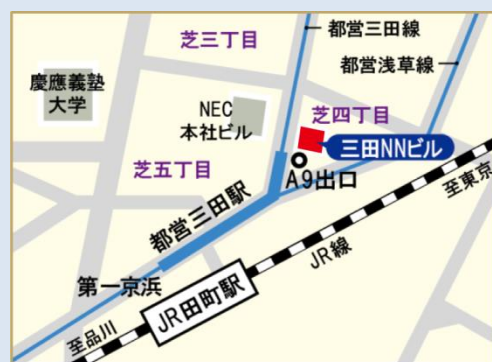 芝三丁目
都営三田線
都営浅草線
慶應義塾
大学
NEC
本社ビル
芝四丁目
三田NNビル
芝五丁目
A9出口
都営三田駅
至東京
JR線
第一京浜
JR田町駅
至品川